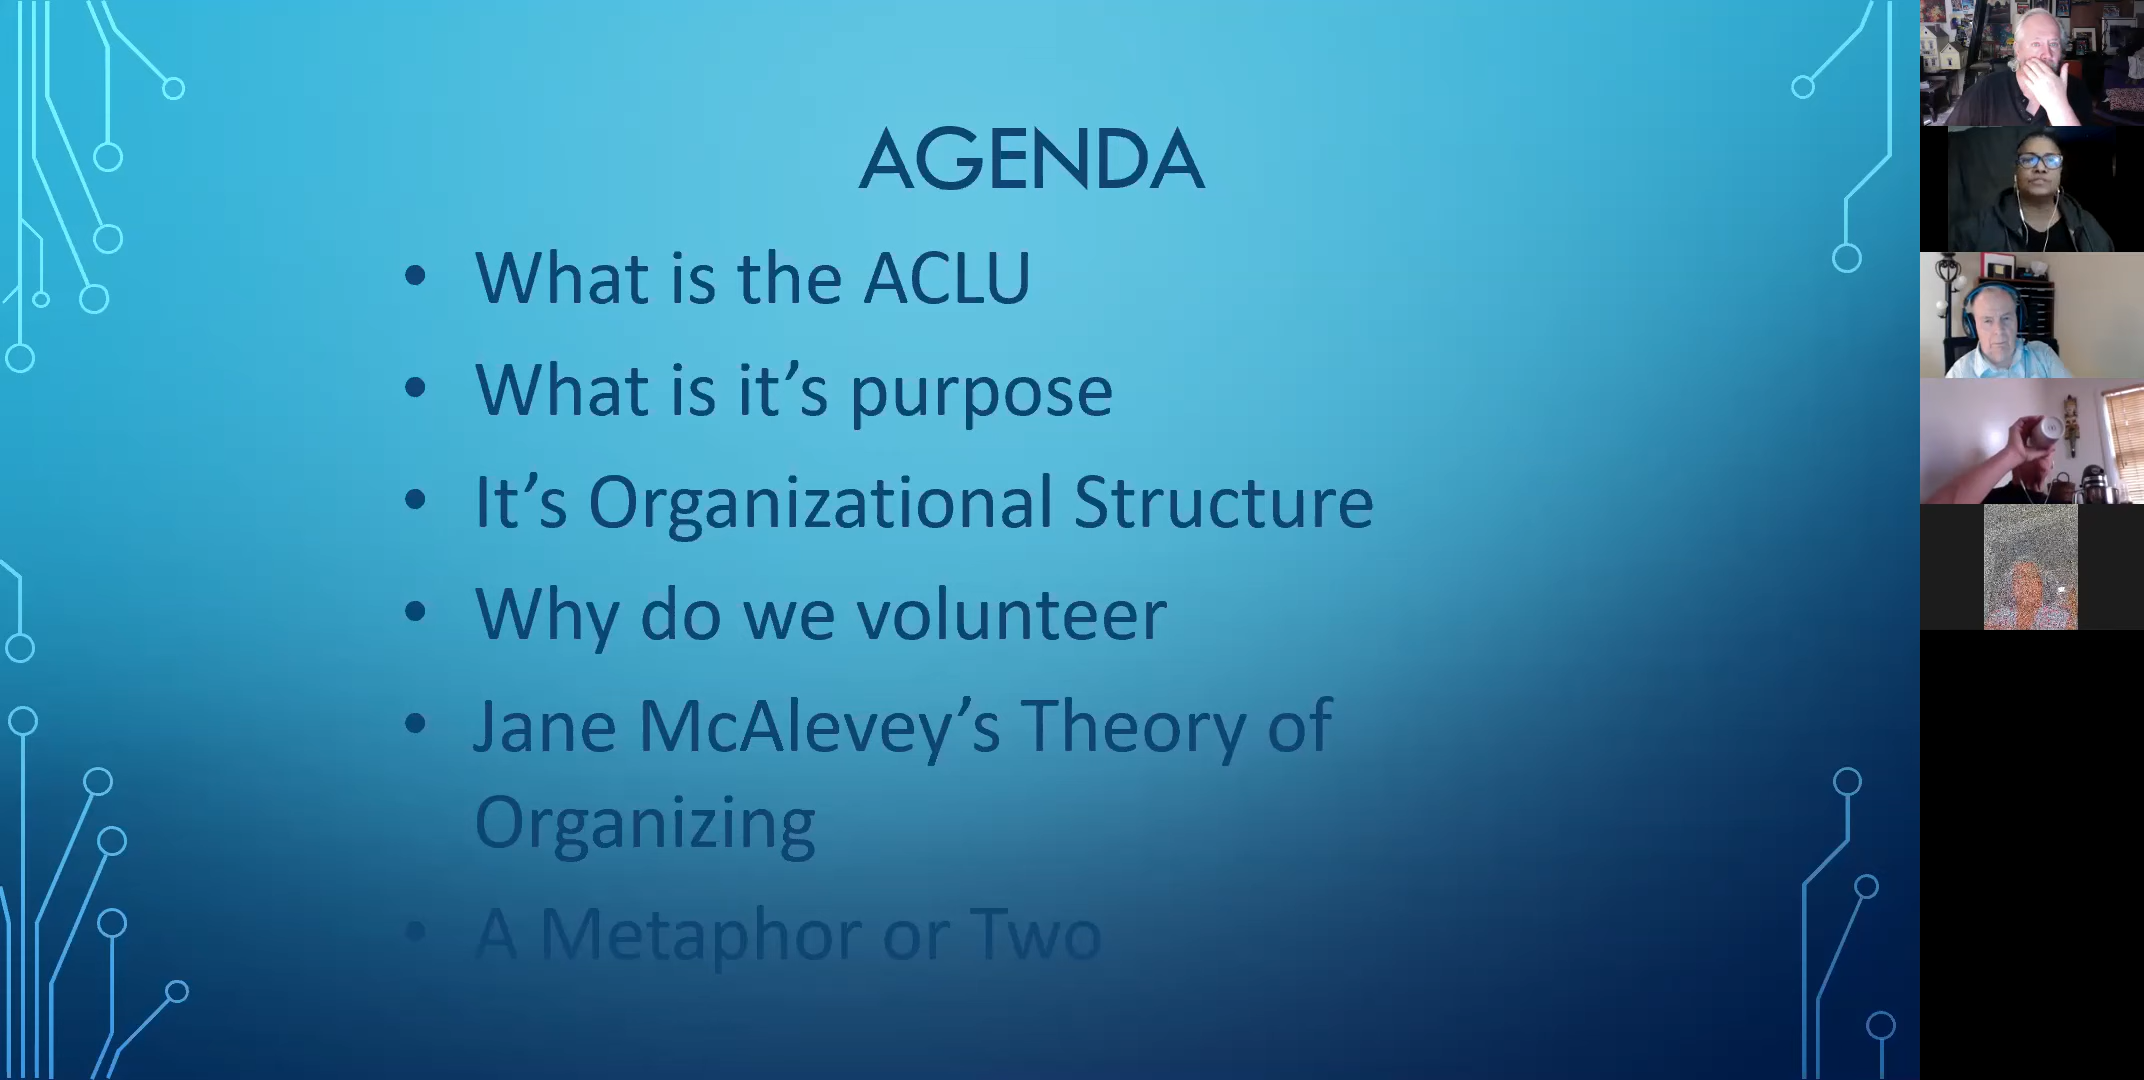 AGENDA
• What is the ACLU
• What is it’s purpose
• It’s Organizational Structure
• Why do we volunteer
• Jane McAlevey’s Theory of
Organizing
• A Metaphor or Two